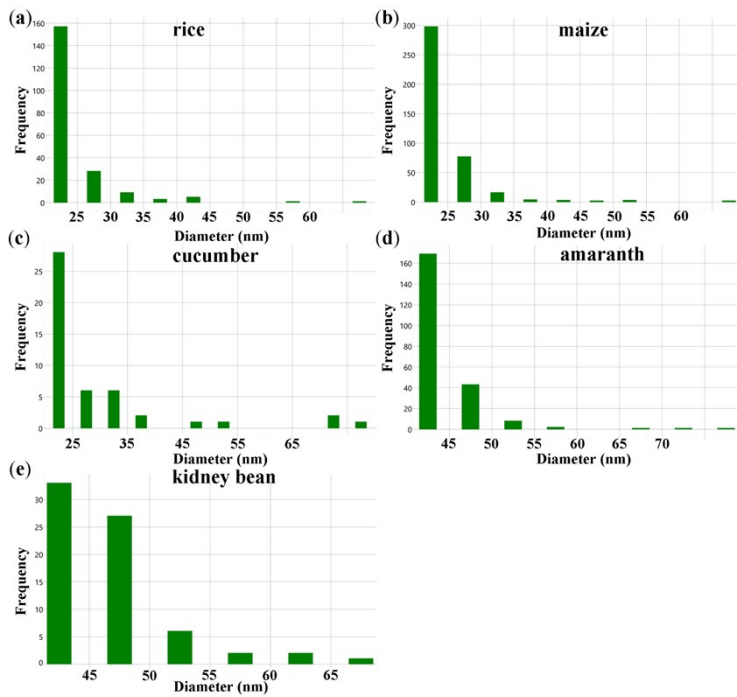 (a)
rice
160
140
120
100
80
60
40
20
0
Frequency
25 30 35 40 45 50 55 60
Diameter (nm)
(b)
maize
300
250
200
150
100
50
0
Frequency
25 30 35 40 45 50 55 60
Diameter (nm)
(c)
cucumber
25
20
15
10
5
0
Frequency
25 35 45 55 65
Diameter (nm)
(d)
amaranth
160
140
120
100
80
60
40
20
0
Frequency
45 50 55 60 65 70
Diameter (nm)
(e)
kidney bean
30
25
20
15
10
5
0
Frequency
45 50 55 60 65
Diameter (nm)